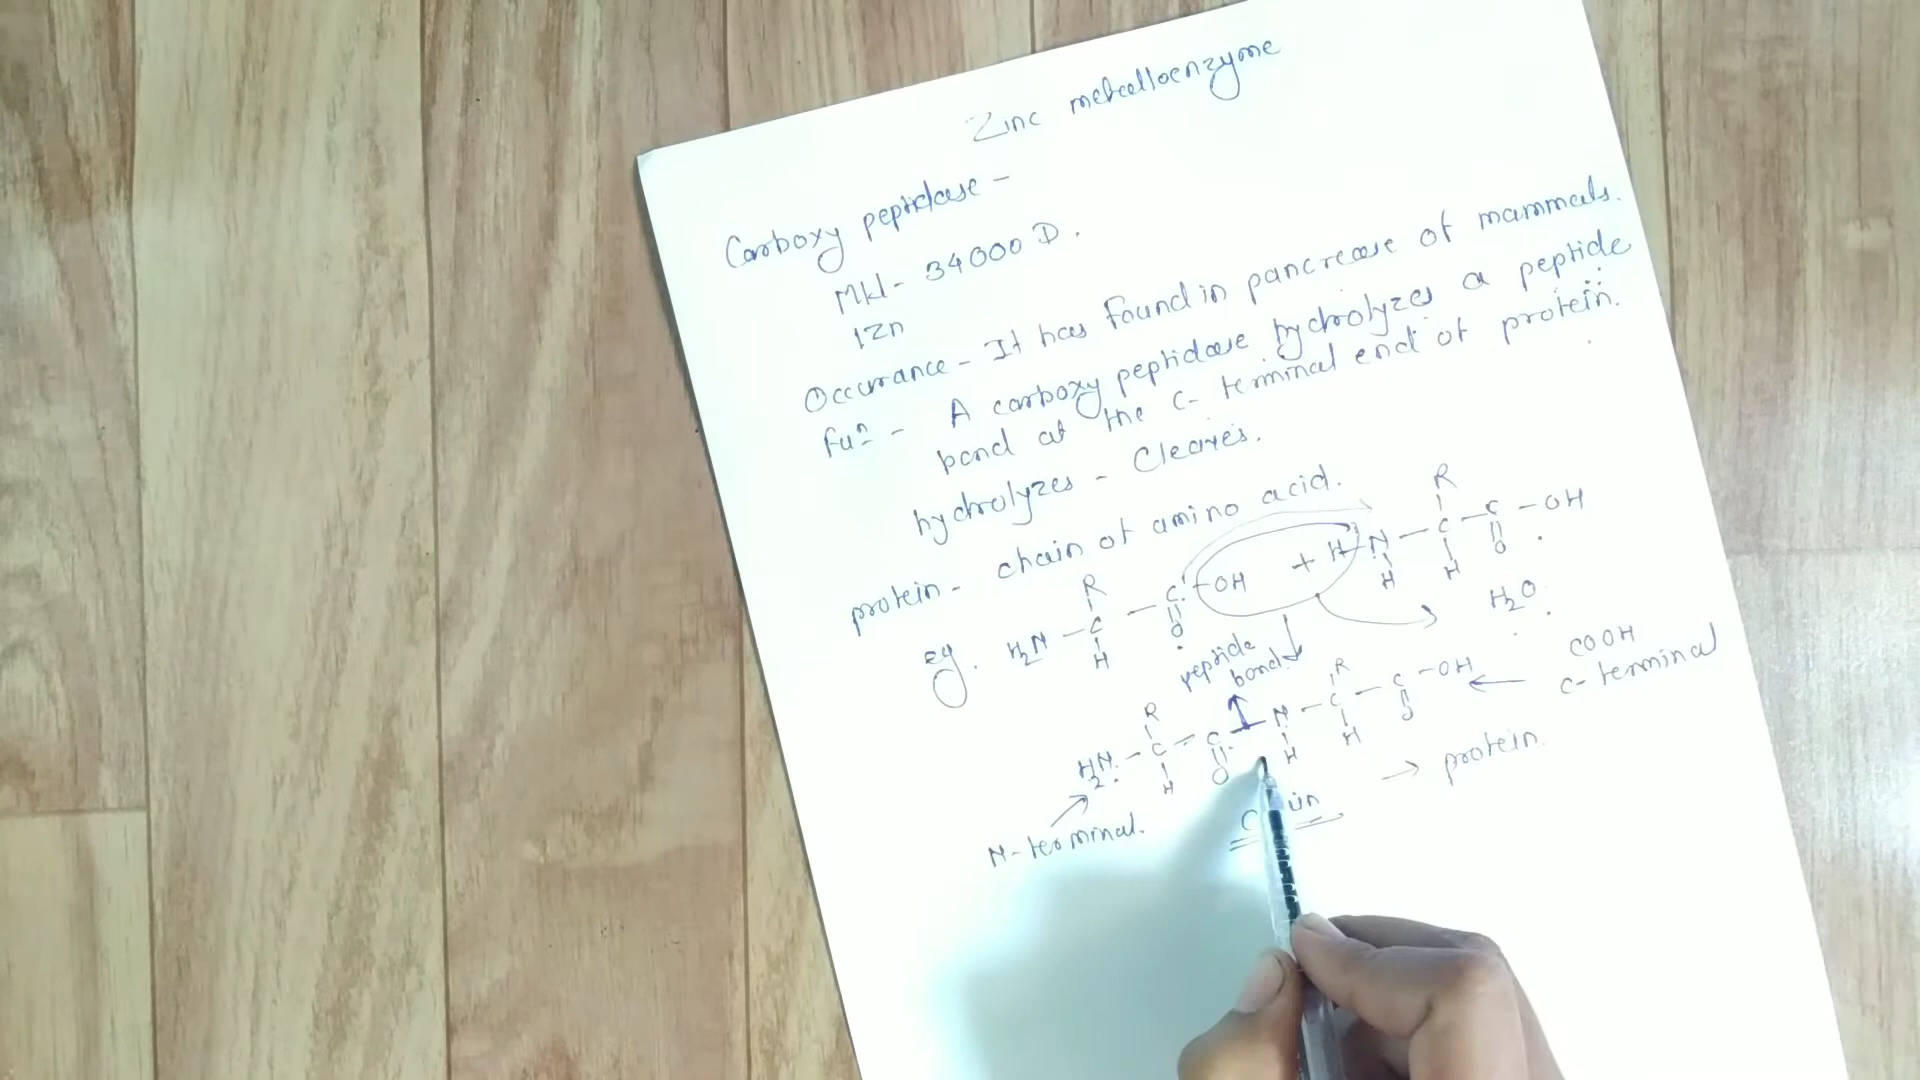 Zinc metalloenzyme
Carboxy peptidase -
Mkl - 34000 D.
1Zn
Occurrance - It has found in pancrease of mammals.
Fuⁿ - A carboxy peptidase hydrolyzes a peptide
bond at the C- terminal end of protein.
hydrolyzes - Cleaves.
protein - chain of amino acid.
R
R
eg. H2N - C - C - OH + H - N - C - C - OH
H O H H O
H2O
peptide
bond
COOH
C- terminal
R R
H2N - C - C - N - C - C - OH
H O H H O
→ protein.
N- terminal.